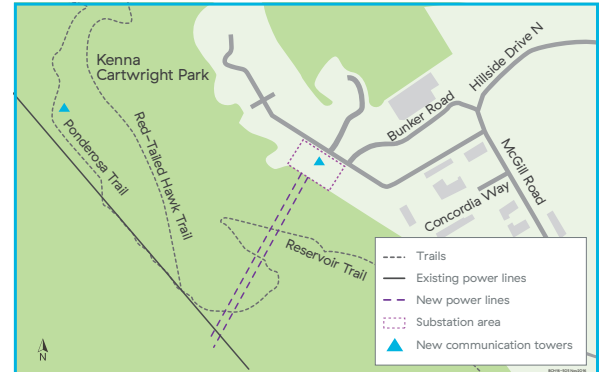 Kenna
Cartwright Park
Hillside Drive N
Bunker Road
Ponderosa Trail
Red-Tailed Hawk Trail
McGill Road
Concordia Way
Reservoir Trail
Trails
Existing power lines
New power lines
Substation area
New communication towers
N